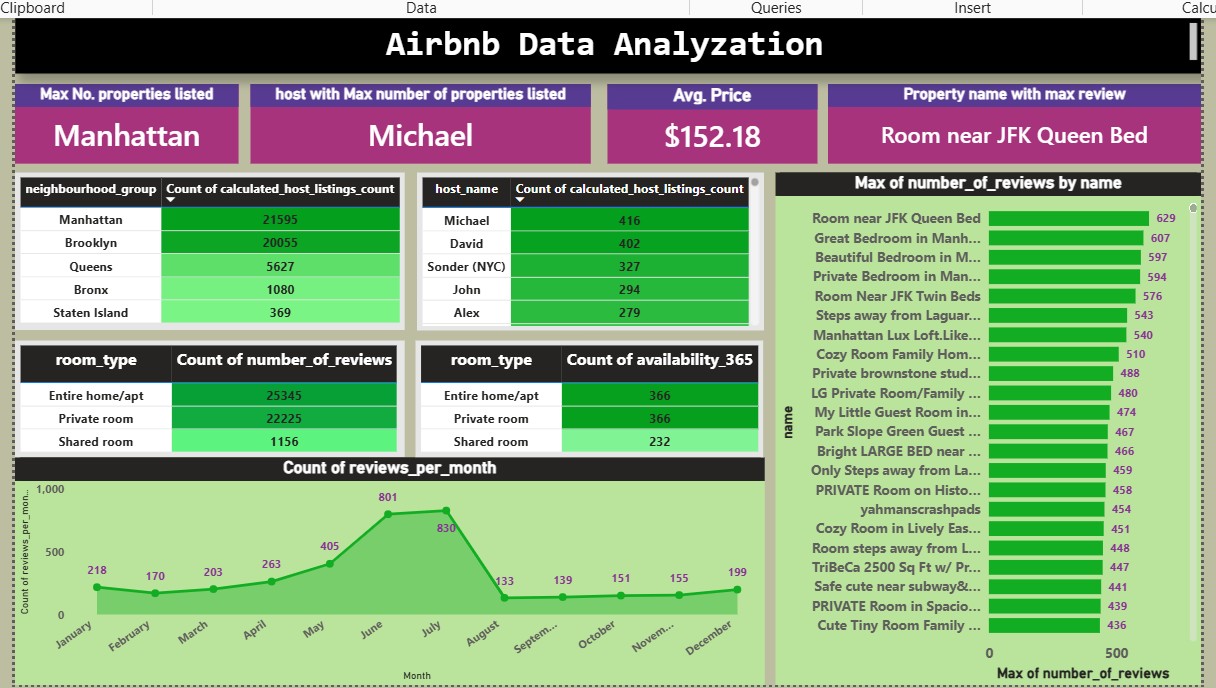 Clipboard
Data
Queries
Insert
Calcu
Airbnb Data Analyzation
Max No. properties listed
Manhattan
host with Max number of properties listed
Michael
Avg. Price
$152.18
Property name with max review
Room near JFK Queen Bed
neighbourhood_group Count of calculated_host_listings_count
Manhattan 21595
Brooklyn 20055
Queens 5627
Bronx 1080
Staten Island 369
host_name Count of calculated_host_listings_count
Michael 416
David 402
Sonder (NYC) 327
John 294
Alex 279
room_type Count of number_of_reviews
Entire home/apt 25345
Private room 22225
Shared room 1156
room_type Count of availability_365
Entire home/apt 366
Private room 366
Shared room 232
Count of reviews_per_month
Count of reviews_per_mon...
1,000
500
0
218
170
203
263
405
801
830
133
139
151
155
199
January
February
March
April
May
June
July
August
Septem...
October
Novem...
December
Month
Max of number_of_reviews by name
name
Room near JFK Queen Bed 629
Great Bedroom in Manh... 607
Beautiful Bedroom in M... 597
Private Bedroom in Man... 594
Room Near JFK Twin Beds 576
Steps away from Laguar... 543
Manhattan Lux Loft.Like... 540
Cozy Room Family Hom... 510
Private brownstone stud... 488
LG Private Room/Family ... 480
My Little Guest Room in... 474
Park Slope Green Guest ... 467
Bright LARGE BED near ... 466
Only Steps away from La... 459
PRIVATE Room on Histo... 458
yahmanscrashpads 454
Cozy Room in Lively Eas... 451
Room steps away from L... 448
TriBeCa 2500 Sq Ft w/ Pr... 447
Safe cute near subway&... 441
PRIVATE Room in Spacio... 439
Cute Tiny Room Family ... 436
0
500
Max of number_of_reviews